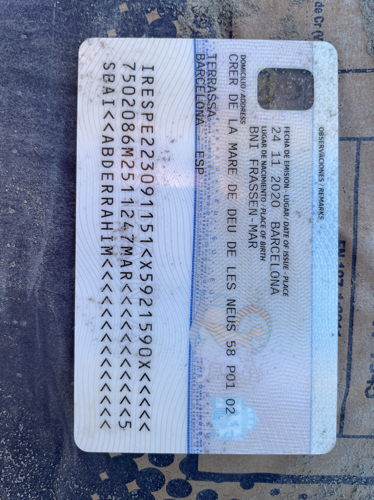 OBSERVACIONES / REMARKS
FECHA DE EMISIÓN - LUGAR / DATE OF ISSUE - PLACE
24 11 2020 BARCELONA
LUGAR DE NACIMIENTO / PLACE OF BIRTH
BNI FRASSEN-MAR
DOMICILIO / ADDRESS
CRER DE LA MARE DE DEU DE LES NEUS 58 P01 02
TERRASSA
BARCELONA ESP
IRESPE223091151<X5921590X<<<<<
7502086M2511247MAR<<<<<<<<<<<5
SBAI<<ABDERRAHIM<<<<<<<<<<<<<<